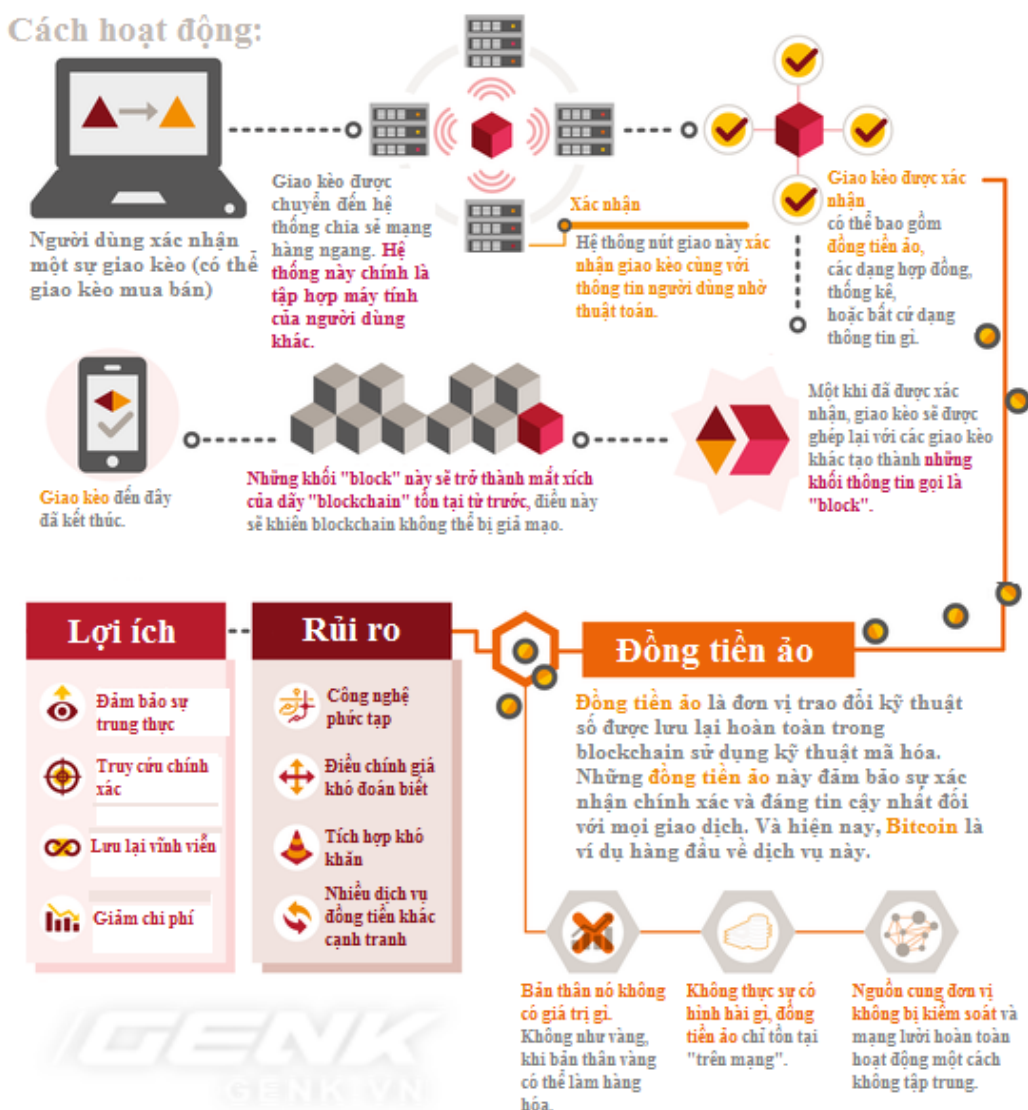 Cách hoạt động:
Người dùng xác nhận
một sự giao kèo (có thể
giao kèo mua bán)
Giao kèo được
chuyển đến hệ
thống chia sẻ mạng
hàng ngang. Hệ
thống này chính là
tập hợp máy tính
của người dùng
khác.
Xác nhận
Hệ thông nút giao này xác
nhận giao kèo cùng với
thông tin người dùng nhờ
thuật toán.
Giao kèo được xác
nhận
có thể bao gồm
đồng tiền ảo,
các dạng hợp đồng,
thống kê,
hoặc bất cứ dạng
thông tin gì.
Một khi đã được xác
nhận, giao kèo sẽ được
ghép lại với các giao kèo
khác tạo thành những
khối thông tin gọi là
"block".
Những khối "block" này sẽ trở thành mắt xích
của dãy "blockchain" tồn tại từ trước, điều này
sẽ khiên blockchain không thể bị giả mạo.
Giao kèo đến đây
đã kết thúc.
Lợi ích
Đảm bảo sự
trung thực
Truy cứu chính
xác
Lưu lại vĩnh viễn
Giảm chi phí
Rủi ro
Công nghệ
phức tạp
Điều chỉnh giá
khó đoán biết
Tích hợp khó
khăn
Nhiều dịch vụ
đồng tiền khác
cạnh tranh
Đồng tiền ảo
Đồng tiền ảo là đơn vị trao đổi kỹ thuật
số được lưu lại hoàn toàn trong
blockchain sử dụng kỹ thuật mã hóa.
Những đồng tiền ảo này đảm bảo sự xác
nhận chính xác và đáng tin cậy nhất đối
với mọi giao dịch. Và hiện nay, Bitcoin là
ví dụ hàng đầu về dịch vụ này.
Bản thân nó không
có giá trị gì.
Không như vàng,
khi bản thân vàng
có thể làm hàng
hóa.
Không thực sự có
hình hài gì, đồng
tiền ảo chỉ tồn tại
"trên mạng".
Nguồn cung đơn vị
không bị kiểm soát và
mạng lưới hoàn toàn
hoạt động một cách
không tập trung.
GENK
GENK.VN